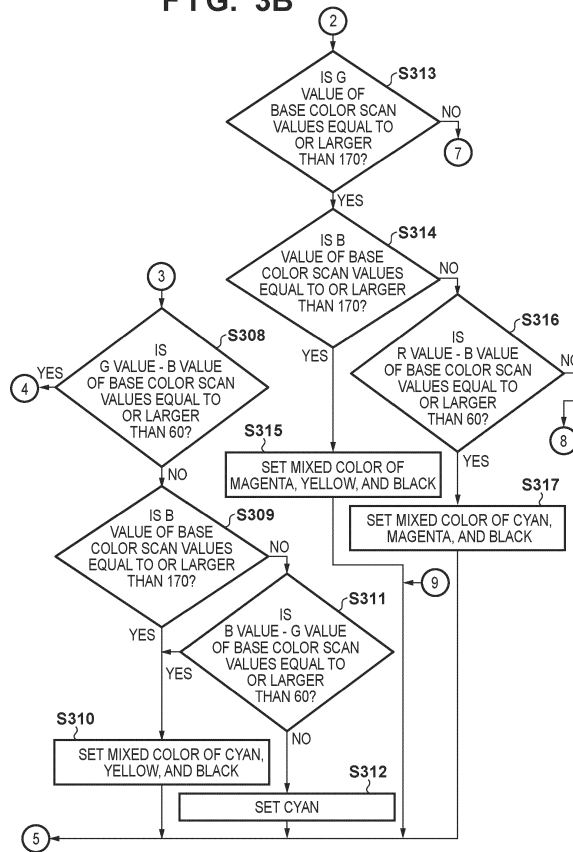 FIG. 3B
2
IS G
VALUE OF
BASE COLOR SCAN
VALUES EQUAL TO
OR LARGER
THAN 170?
S313
NO
7
YES
IS B
VALUE OF BASE
COLOR SCAN VALUES
EQUAL TO OR LARGER
THAN 170?
S314
NO
YES
3
IS
G VALUE - B VALUE
OF BASE COLOR SCAN
VALUES EQUAL TO
OR LARGER
THAN 60?
S308
YES
4
NO
IS
R VALUE - B VALUE
OF BASE COLOR SCAN
VALUES EQUAL TO
OR LARGER
THAN 60?
S316
NO
8
YES
S315
SET MIXED COLOR OF
MAGENTA, YELLOW, AND BLACK
S317
SET MIXED COLOR OF CYAN,
MAGENTA, AND BLACK
IS B
VALUE OF BASE
COLOR SCAN VALUES
EQUAL TO OR LARGER
THAN 170?
S309
NO
YES
9
IS
B VALUE - G VALUE
OF BASE COLOR SCAN
VALUES EQUAL TO
OR LARGER
THAN 60?
S311
YES
NO
S310
SET MIXED COLOR OF CYAN,
YELLOW, AND BLACK
S312
SET CYAN
5